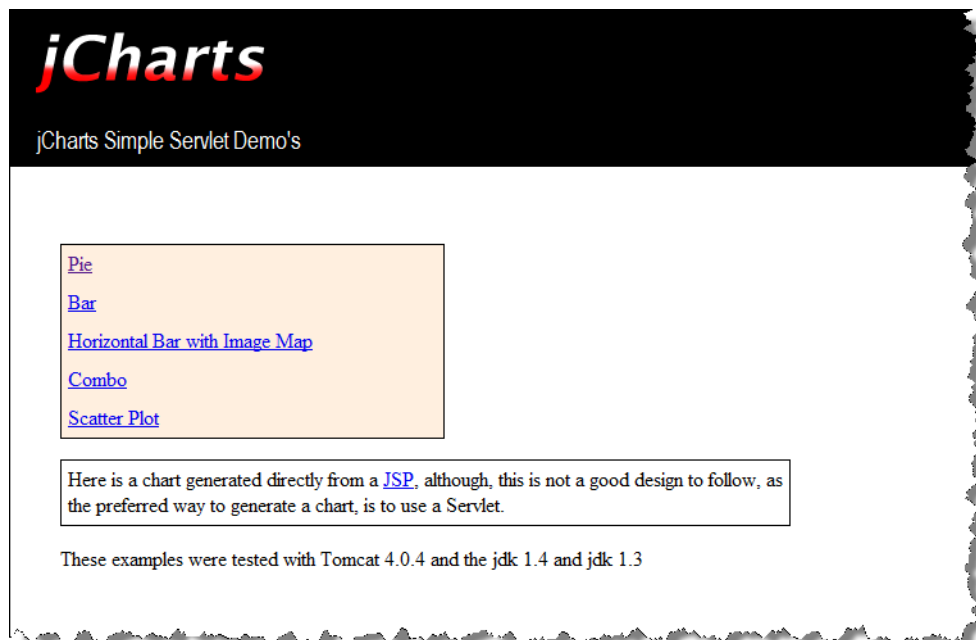 jCharts
jCharts Simple Servlet Demo's
Pie
Bar
Horizontal Bar with Image Map
Combo
Scatter Plot
Here is a chart generated directly from a JSP, although, this is not a good design to follow, as
the preferred way to generate a chart, is to use a Servlet.
These examples were tested with Tomcat 4.0.4 and the jdk 1.4 and jdk 1.3